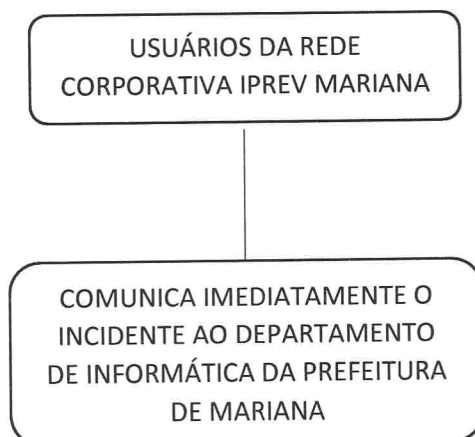 USUÁRIOS DA REDE
CORPORATIVA IPREV MARIANA
COMUNICA IMEDIATAMENTE O
INCIDENTE AO DEPARTAMENTO
DE INFORMÁTICA DA PREFEITURA
DE MARIANA